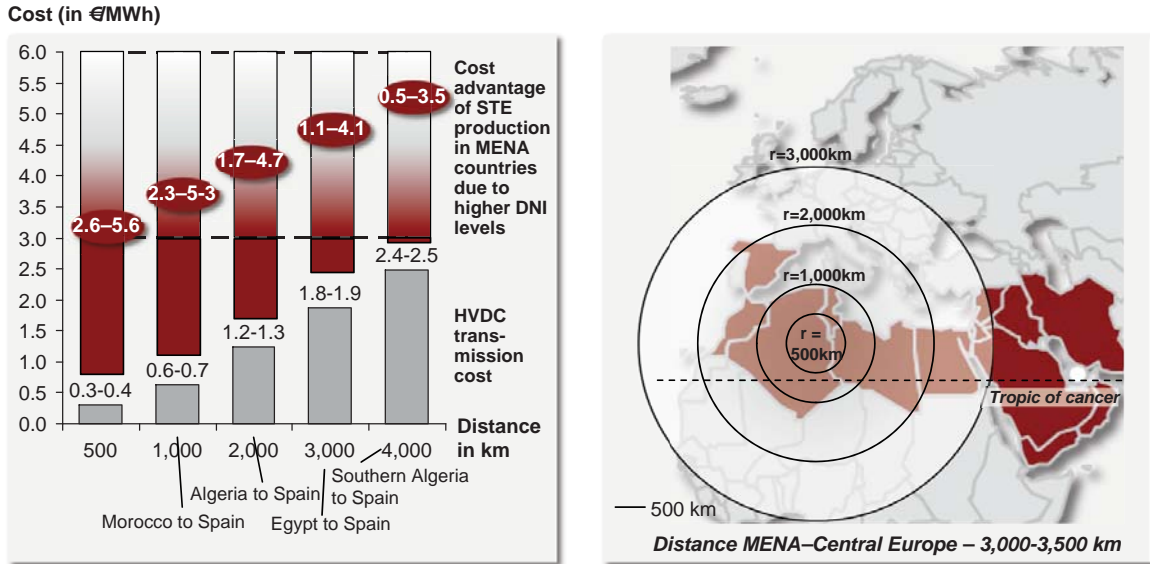 Cost (in €/MWh)
6.0
5.5
5.0
4.5
4.0
3.5
3.0
2.5
2.0
1.5
1.0
0.5
0.0
2.6–5.6
2.3–5-3
1.7–4.7
1.1–4.1
0.5–3.5
0.3-0.4
0.6-0.7
1.2-1.3
1.8-1.9
2.4-2.5
Cost
advantage
of STE
production
in MENA
countries
due to
higher DNI
levels
HVDC
trans-
mission
cost
Distance
in km
500
1,000
2,000
3,000
4,000
Morocco to Spain
Algeria to Spain
Egypt to Spain
Southern Algeria
to Spain
r=3,000km
r=2,000km
r=1,000km
r =
500km
Tropic of cancer
500 km
Distance MENA–Central Europe – 3,000-3,500 km